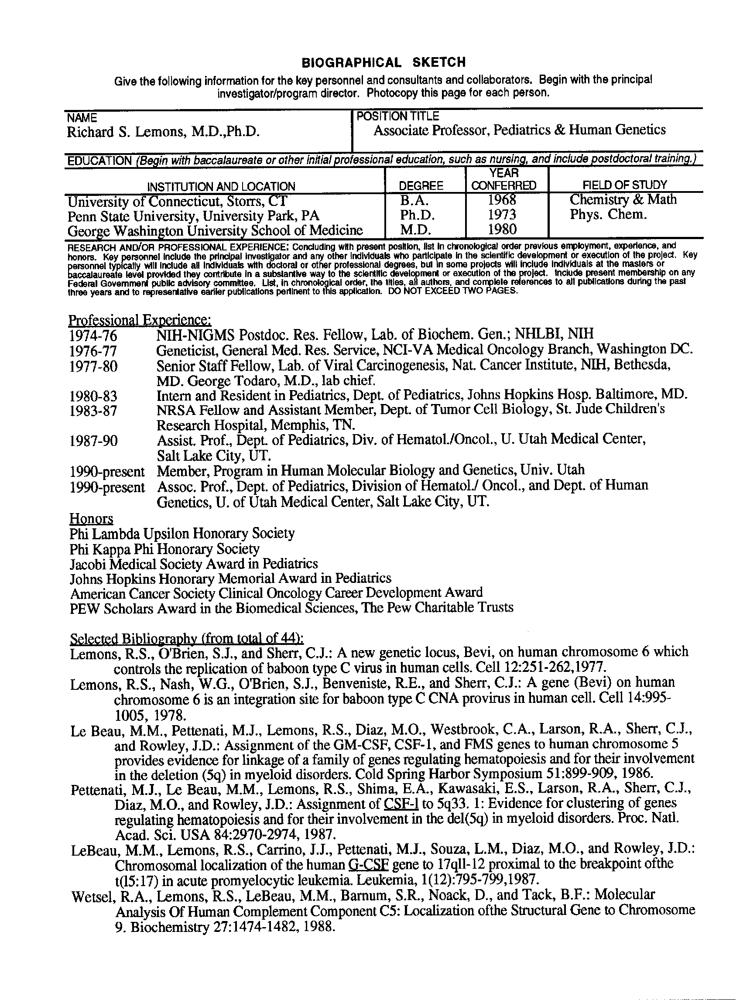 BIOGRAPHICAL SKETCH
Give the following information for the key personnel and consultants and collaborators. Begin with the principal
investigator/program director. Photocopy this page for each person.
NAME
Richard S. Lemons, M.D.,Ph.D.
POSITION TITLE
Associate Professor, Pediatrics & Human Genetics
EDUCATION (Begin with baccalaureate or other initial professional education, such as nursing, and include postdoctoral training.)
INSTITUTION AND LOCATION DEGREE YEAR CONFERRED FIELD OF STUDY
University of Connecticut, Storrs, CT B.A. 1968 Chemistry & Math
Penn State University, University Park, PA Ph.D. 1973 Phys. Chem.
George Washington University School of Medicine M.D. 1980
RESEARCH AND/OR PROFESSIONAL EXPERIENCE: Concluding with present position, list in chronological order previous employment, experience, and
honors. Key personnel include the principal investigator and any other individuals who participate in the scientific development or execution of the project. Key
personnel typically will include all individuals with doctoral or other professional degrees, but in some projects will include individuals at the masters or
baccalaureate level provided they contribute in a substantive way to the scientific development or execution of the project. Include present membership on any
Federal Government public advisory committee. List, in chronological order, the titles, all authors, and complete references to all publications during the past
three years and to representative earlier publications pertinent to this application. DO NOT EXCEED TWO PAGES.
Professional Experience:
1974-76 NIH-NIGMS Postdoc. Res. Fellow, Lab. of Biochem. Gen.; NHLBI, NIH
1976-77 Geneticist, General Med. Res. Service, NCI-VA Medical Oncology Branch, Washington DC.
1977-80 Senior Staff Fellow, Lab. of Viral Carcinogenesis, Nat. Cancer Institute, NIH, Bethesda,
MD. George Todaro, M.D., lab chief.
1980-83 Intern and Resident in Pediatrics, Dept. of Pediatrics, Johns Hopkins Hosp. Baltimore, MD.
1983-87 NRSA Fellow and Assistant Member, Dept. of Tumor Cell Biology, St. Jude Children's
Research Hospital, Memphis, TN.
1987-90 Assist. Prof., Dept. of Pediatrics, Div. of Hematol./Oncol., U. Utah Medical Center,
Salt Lake City, UT.
1990-present Member, Program in Human Molecular Biology and Genetics, Univ. Utah
1990-present Assoc. Prof., Dept. of Pediatrics, Division of Hematol./ Oncol., and Dept. of Human
Genetics, U. of Utah Medical Center, Salt Lake City, UT.
Honors
Phi Lambda Upsilon Honorary Society
Phi Kappa Phi Honorary Society
Jacobi Medical Society Award in Pediatrics
Johns Hopkins Honorary Memorial Award in Pediatrics
American Cancer Society Clinical Oncology Career Development Award
PEW Scholars Award in the Biomedical Sciences, The Pew Charitable Trusts
Selected Bibliography (from total of 44):
Lemons, R.S., O'Brien, S.J., and Sherr, C.J.: A new genetic locus, Bevi, on human chromosome 6 which
controls the replication of baboon type C virus in human cells. Cell 12:251-262,1977.
Lemons, R.S., Nash, W.G., O'Brien, S.J., Benveniste, R.E., and Sherr, C.J.: A gene (Bevi) on human
chromosome 6 is an integration site for baboon type C CNA provirus in human cell. Cell 14:995-
1005, 1978.
Le Beau, M.M., Pettenati, M.J., Lemons, R.S., Diaz, M.O., Westbrook, C.A., Larson, R.A., Sherr, C.J.,
and Rowley, J.D.: Assignment of the GM-CSF, CSF-1, and FMS genes to human chromosome 5
provides evidence for linkage of a family of genes regulating hematopoiesis and for their involvement
in the deletion (5q) in myeloid disorders. Cold Spring Harbor Symposium 51:899-909, 1986.
Pettenati, M.J., Le Beau, M.M., Lemons, R.S., Shima, E.A., Kawasaki, E.S., Larson, R.A., Sherr, C.J.,
Diaz, M.O., and Rowley, J.D.: Assignment of CSF-l to 5q33. 1: Evidence for clustering of genes
regulating hematopoiesis and for their involvement in the del(5q) in myeloid disorders. Proc. Natl.
Acad. Sci. USA 84:2970-2974, 1987.
LeBeau, M.M., Lemons, R.S., Carrino, J.J., Pettenati, M.J., Souza, L.M., Diaz, M.O., and Rowley, J.D.:
Chromosomal localization of the human G-CSF gene to 17qll-12 proximal to the breakpoint ofthe
t(l5:17) in acute promyelocytic leukemia. Leukemia, 1(12):795-799,1987.
Wetsel, R.A., Lemons, R.S., LeBeau, M.M., Barnum, S.R., Noack, D., and Tack, B.F.: Molecular
Analysis Of Human Complement Component C5: Localization ofthe Structural Gene to Chromosome
9. Biochemistry 27:1474-1482, 1988.